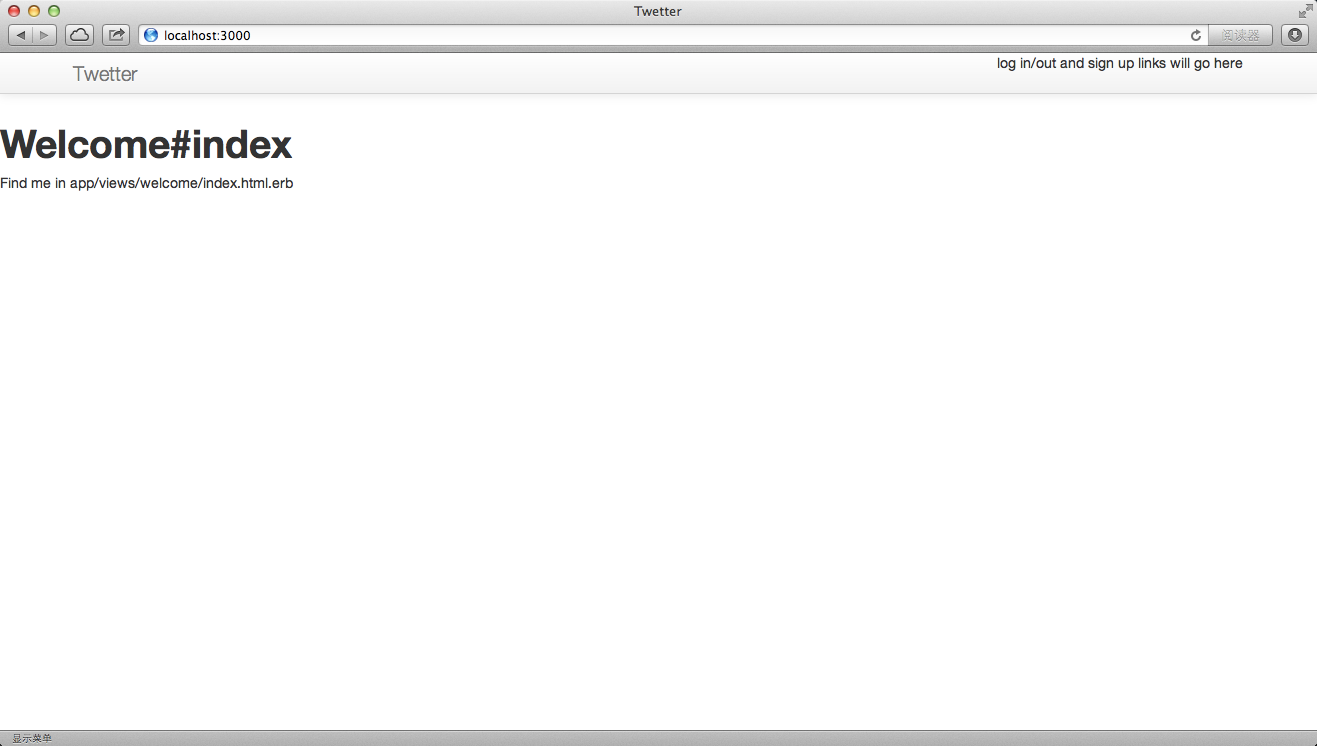 Twetter
localhost:3000
阅读器
Twetter
log in/out and sign up links will go here
Welcome#index
Find me in app/views/welcome/index.html.erb
显示菜单